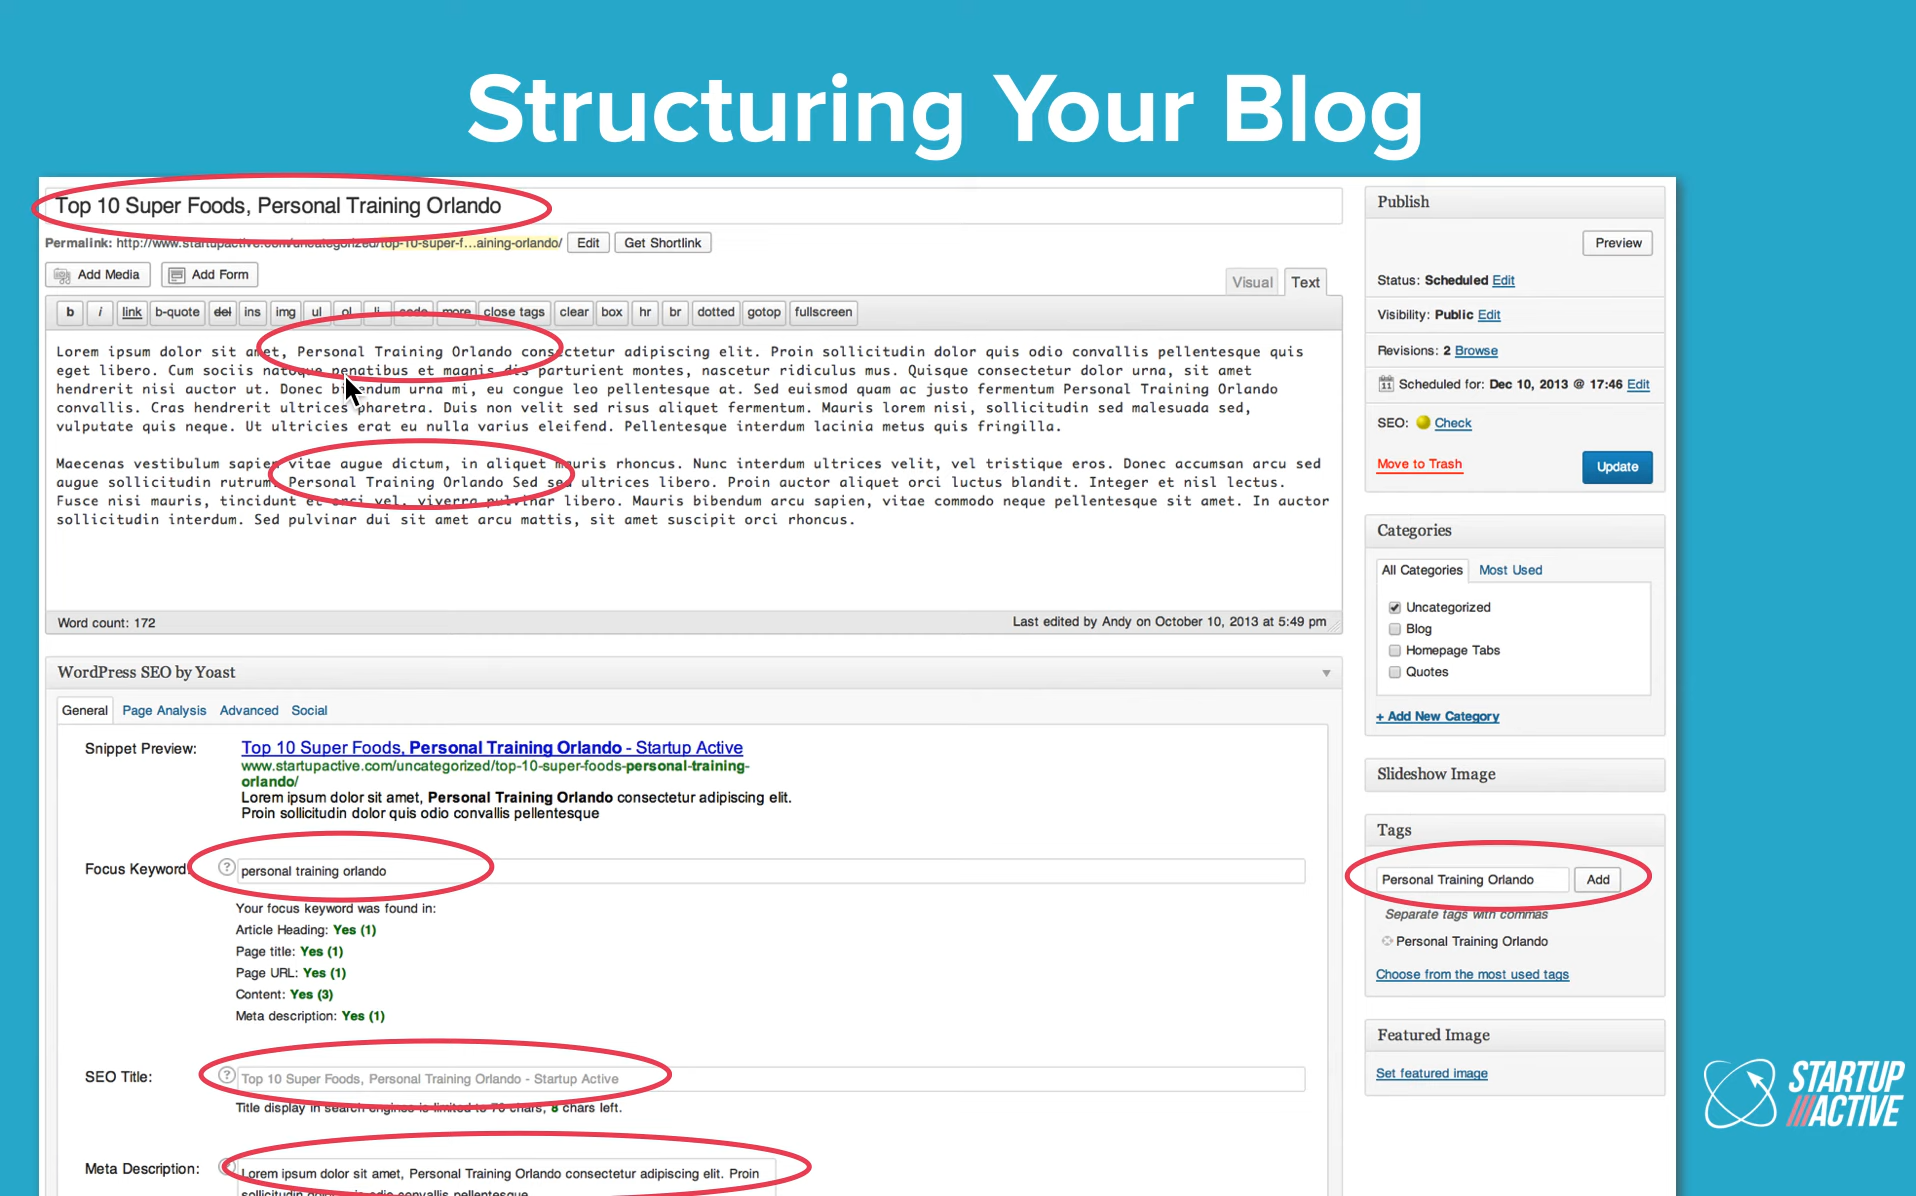 Structuring Your Blog
Top 10 Super Foods, Personal Training Orlando
Permalink: http://www.startupactive.com/uncategorized/top-10-super-f...aining-orlando/ Edit Get Shortlink
Add Media Add Form
Visual Text
b i link b-quote del ins img ul ol li code more close tags clear box hr br dotted gotop fullscreen
Lorem ipsum dolor sit amet, Personal Training Orlando consectetur adipiscing elit. Proin sollicitudin dolor quis odio convallis pellentesque quis
eget libero. Cum sociis natoque penatibus et magnis dis parturient montes, nascetur ridiculus mus. Quisque consectetur dolor urna, sit amet
hendrerit nisi auctor ut. Donec bibendum urna mi, eu congue leo pellentesque at. Sed euismod quam ac justo fermentum Personal Training Orlando
convallis. Cras hendrerit ultrices pharetra. Duis non velit sed risus aliquet fermentum. Mauris lorem nisi, sollicitudin sed malesuada sed,
vulputate quis neque. Ut ultricies erat eu nulla varius eleifend. Pellentesque interdum lacinia metus quis fringilla.
Maecenas vestibulum sapien vitae augue dictum, in aliquet mauris rhoncus. Nunc interdum ultrices velit, vel tristique eros. Donec accumsan arcu sed
augue sollicitudin rutrum. Personal Training Orlando Sed sed ultrices libero. Proin auctor aliquet orci luctus blandit. Integer et nisl lectus.
Fusce nisi mauris, tincidunt et orci vel, viverra pulvinar libero. Mauris bibendum arcu sapien, vitae commodo neque pellentesque sit amet. In auctor
sollicitudin interdum. Sed pulvinar dui sit amet arcu mattis, sit amet suscipit orci rhoncus.
Word count: 172
Last edited by Andy on October 10, 2013 at 5:49 pm
WordPress SEO by Yoast
General Page Analysis Advanced Social
Snippet Preview:
Top 10 Super Foods, Personal Training Orlando - Startup Active
www.startupactive.com/uncategorized/top-10-super-foods-personal-training-
orlando/
Lorem ipsum dolor sit amet, Personal Training Orlando consectetur adipiscing elit.
Proin sollicitudin dolor quis odio convallis pellentesque
Focus Keyword: ? personal training orlando
Your focus keyword was found in:
Article Heading: Yes (1)
Page title: Yes (1)
Page URL: Yes (1)
Content: Yes (3)
Meta description: Yes (1)
SEO Title: ? Top 10 Super Foods, Personal Training Orlando - Startup Active
Title display in search engines is limited to 70 chars, 8 chars left.
Meta Description: Lorem ipsum dolor sit amet, Personal Training Orlando consectetur adipiscing elit. Proin
sollicitudin dolor quis odio convallis pellentesque
Publish
Preview
Status: Scheduled Edit
Visibility: Public Edit
Revisions: 2 Browse
11 Scheduled for: Dec 10, 2013 @ 17:46 Edit
SEO: Check
Move to Trash
Update
Categories
All Categories Most Used
Uncategorized
Blog
Homepage Tabs
Quotes
+ Add New Category
Slideshow Image
Tags
Personal Training Orlando Add
Separate tags with commas
Personal Training Orlando
Choose from the most used tags
Featured Image
Set featured image
STARTUP
ACTIVE